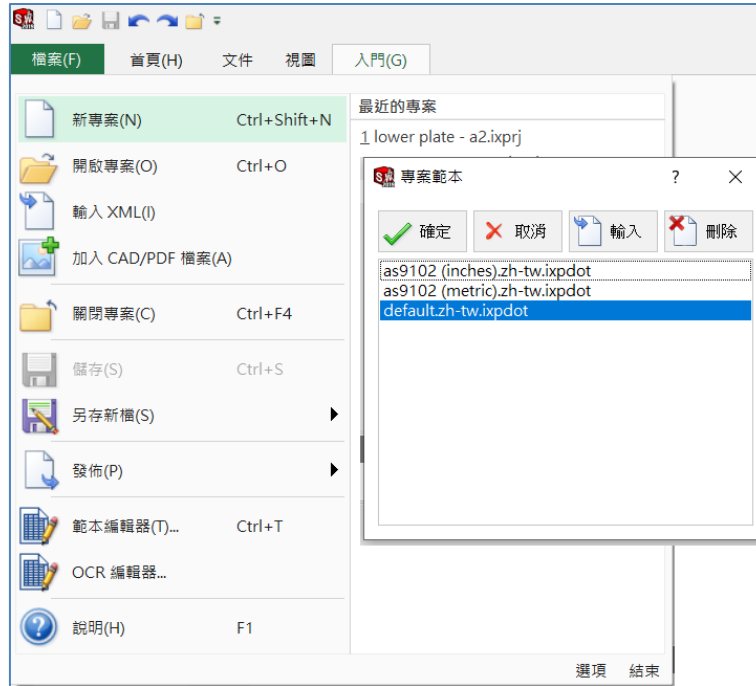 檔案(F) 首頁(H) 文件 視圖 入門(G)
新專案(N) Ctrl+Shift+N
開啟專案(O) Ctrl+O
輸入 XML(I)
加入 CAD/PDF 檔案(A)
關閉專案(C) Ctrl+F4
儲存(S) Ctrl+S
另存新檔(S)
發佈(P)
範本編輯器(T)... Ctrl+T
OCR 編輯器...
說明(H) F1
最近的專案
1 lower plate - a2.ixprj
專案範本 ?
確定 取消 輸入 刪除
as9102 (inches).zh-tw.ixpdot
as9102 (metric).zh-tw.ixpdot
default.zh-tw.ixpdot
選項 結束